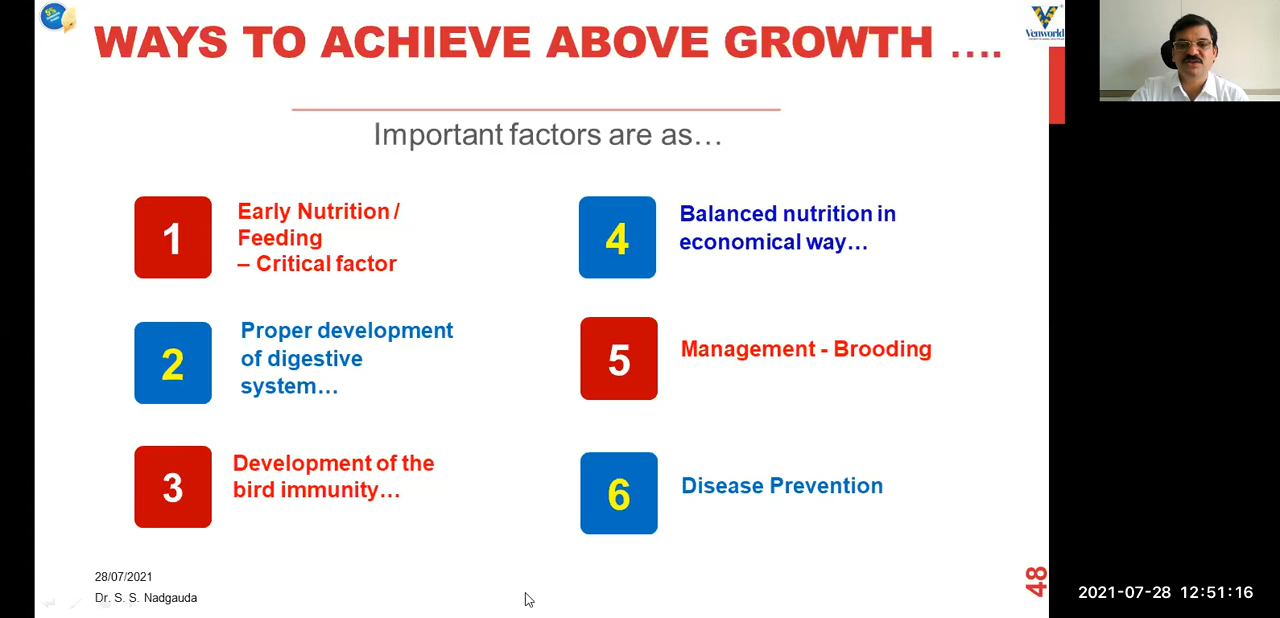 5%
WAYS TO ACHIEVE ABOVE GROWTH ….
Venworld
Important factors are as…
1
Early Nutrition /
Feeding
– Critical factor
2
Proper development
of digestive
system…
3
Development of the
bird immunity…
4
Balanced nutrition in
economical way…
5
Management - Brooding
6
Disease Prevention
28/07/2021
Dr. S. S. Nadgauda
48
2021-07-28 12:51:16